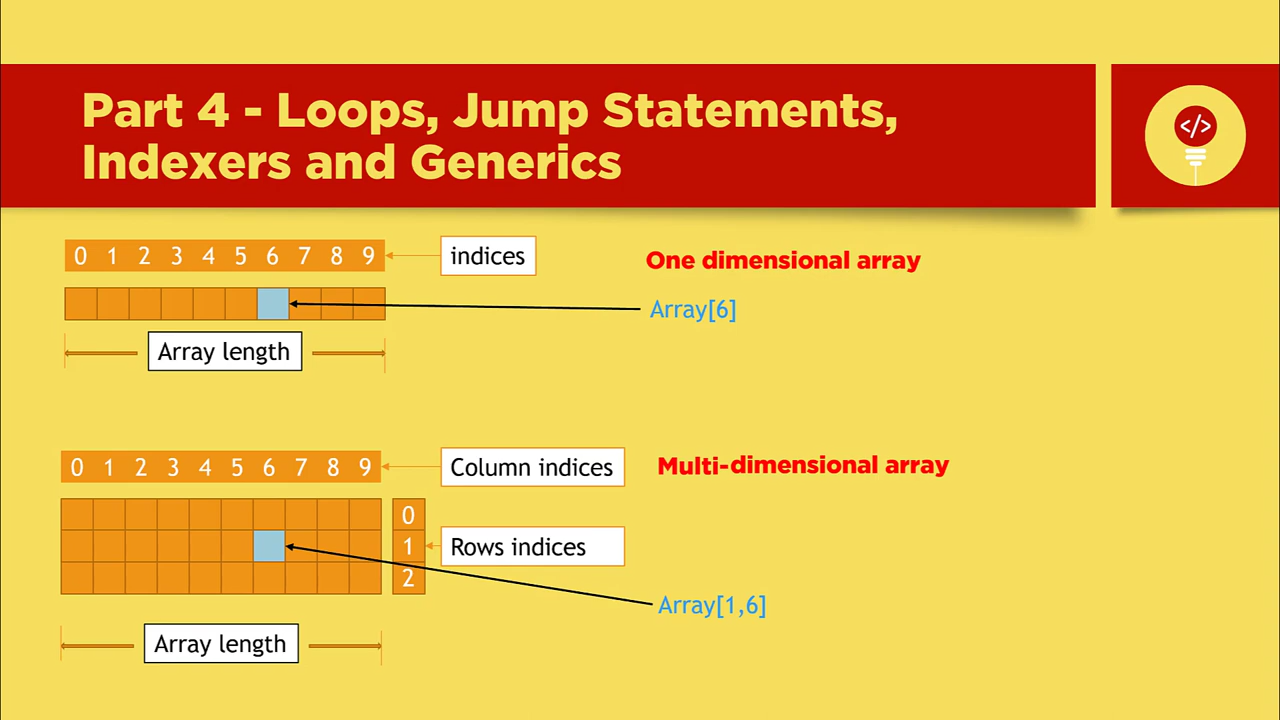 Part 4 - Loops, Jump Statements,
Indexers and Generics
</>
0 1 2 3 4 5 6 7 8 9
indices
One dimensional array
Array[6]
Array length
0 1 2 3 4 5 6 7 8 9
Column indices
Multi-dimensional array
0
1
Rows indices
2
Array[1,6]
Array length